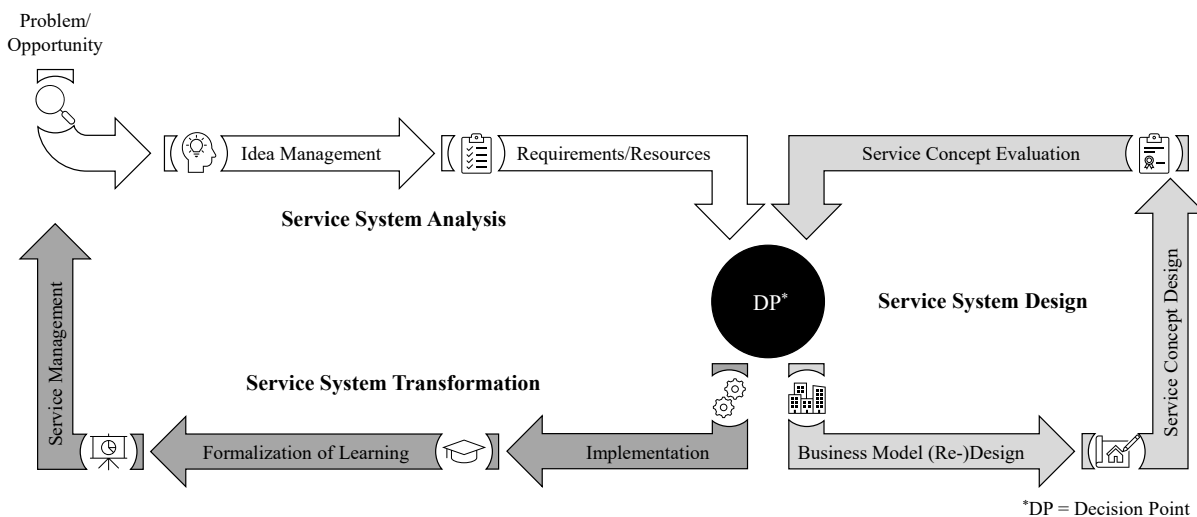 Problem/
Opportunity
Idea Management
Requirements/Resources
Service Concept Evaluation
Service System Analysis
DP*
Service System Design
Service Concept Design
Service Management
Service System Transformation
Formalization of Learning
Implementation
Business Model (Re-)Design
*DP = Decision Point